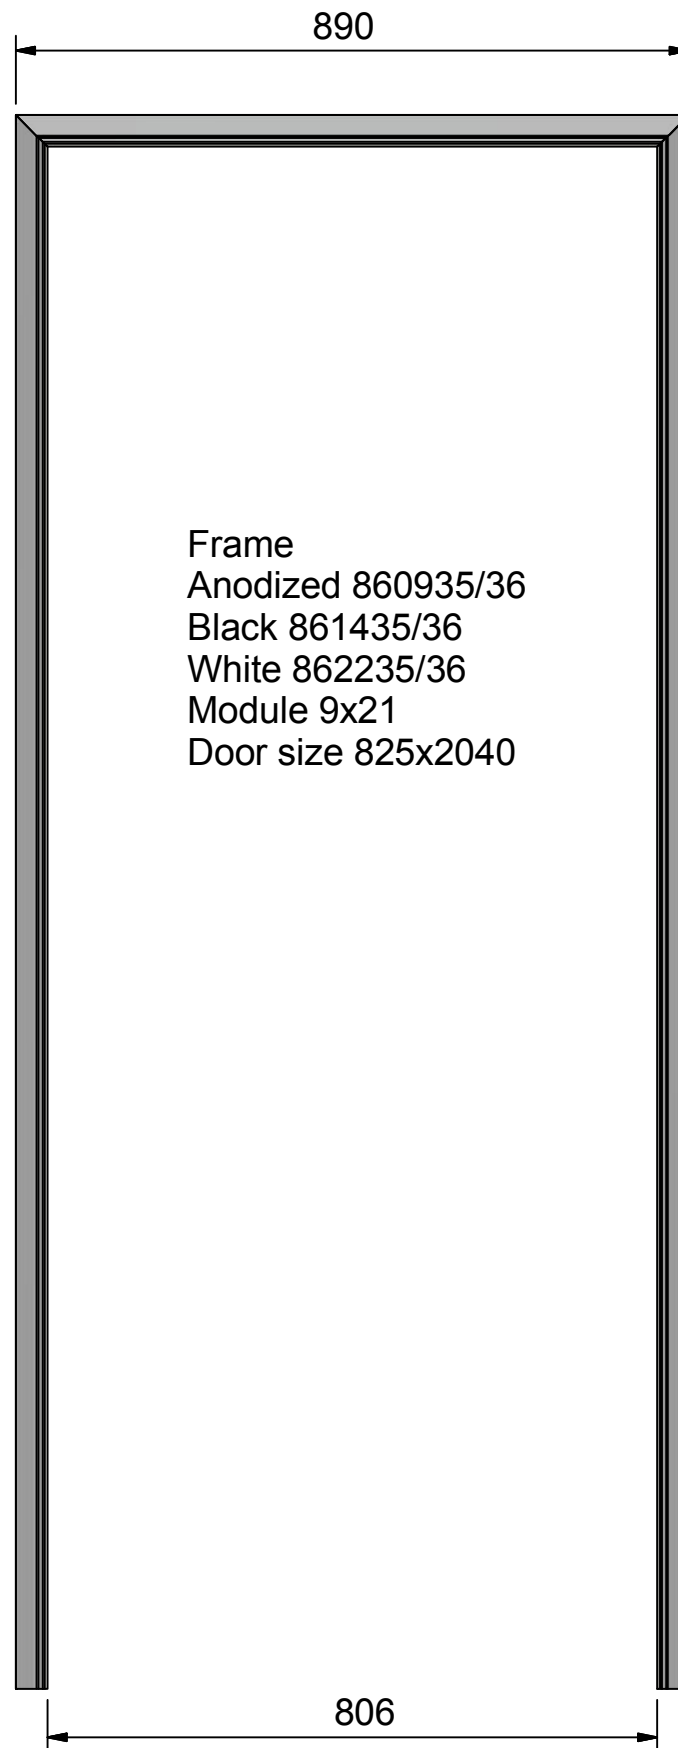 890
Frame
Anodized 860935/36
Black 861435/36
White 862235/36
Module 9x21
Door size 825x2040
806